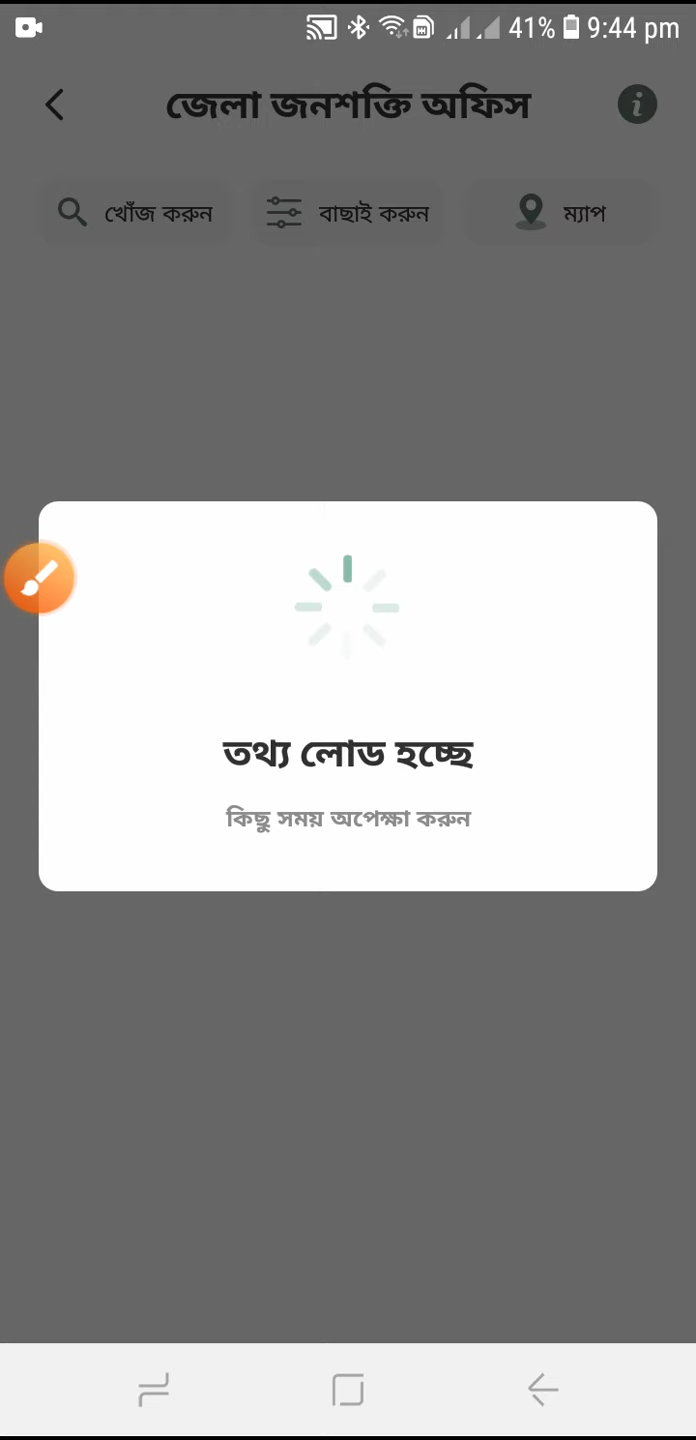 41% 9:44 pm
জেলা জনশক্তি অফিস
খোঁজ করুন বাছাই করুন ম্যাপ
তথ্য লোড হচ্ছে
কিছু সময় অপেক্ষা করুন